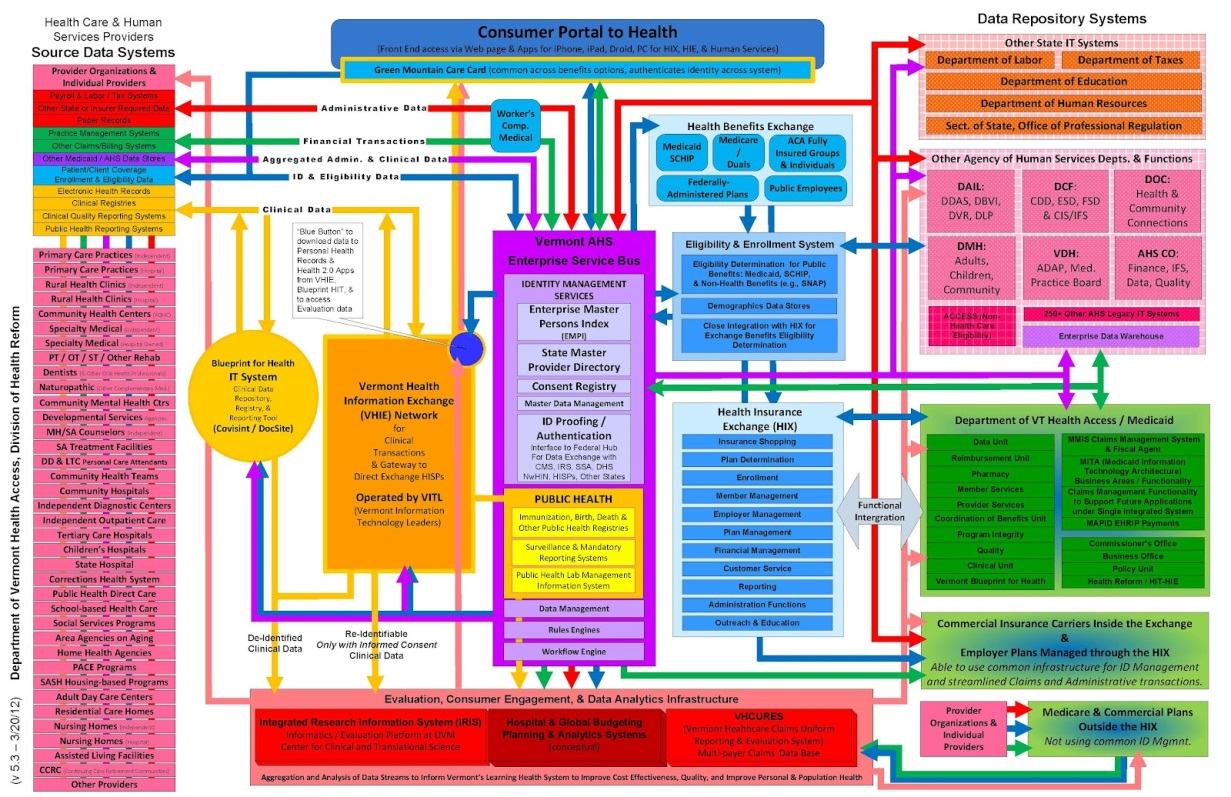 Health Care & Human
Services Providers
Source Data Systems
Provider Organizations &
Individual Providers
Payroll & Labor / Tax Systems
Other State or Insurer Required Data
Paper Records
Practice Management Systems
Other Claims/Billing Systems
Other Medicaid / AHS Data Stores
Patient/Client Coverage
Enrollment & Eligibility Data
Electronic Health Records
Clinical Registries
Clinical Quality Reporting Systems
Public Health Reporting Systems
Primary Care Practices (Independent)
Primary Care Practices (Hospital)
Rural Health Clinics (Independent)
Rural Health Clinics (Hospital)
Community Health Centers (FQHC)
Specialty Medical (Independent)
Specialty Medical (Hospital Owned)
PT / OT / ST / Other Rehab
Dentists (& Other Oral Health Professionals)
Naturopathic (Other Complementary Med.)
Community Mental Health Ctrs
Developmental Services Agencies
MH/SA Counselors (Independent)
SA Treatment Facilities
DD & LTC Personal Care Attendants
Community Health Teams
Community Hospitals
Independent Diagnostic Centers
Independent Outpatient Care
Tertiary Care Hospitals
Children's Hospitals
State Hospital
Corrections Health System
Public Health Direct Care
School-based Health Care
Social Services Programs
Area Agencies on Aging
Home Health Agencies
PACE Programs
SASH Housing-based Programs
Adult Day Care Centers
Residential Care Homes
Nursing Homes (Independent)
Nursing Homes (Hospital)
Assisted Living Facilities
CCRC (Continuing Care Retirement Communities)
Other Providers
(v 5.3 – 3/20/12) Department of Vermont Health Access, Division of Health Reform
Consumer Portal to Health
(Front End access via Web page & Apps for iPhone, iPad, Droid, PC for HIX, HIE, & Human Services)
Green Mountain Care Card (common across benefits options, authenticates identity across system)
Administrative Data
Financial Transactions
Aggregated Admin. & Clinical Data
ID & Eligibility Data
Clinical Data
Worker's
Comp.
Medical
"Blue Button" to
download data to
Personal Health
Records &
Health 2.0 Apps
from VHIE,
Blueprint HIT, &
to access
Evaluation data
Blueprint for Health
IT System
Clinical Data
Repository,
Registry, &
Reporting Tool
(Covisint / DocSite)
Vermont Health
Information Exchange
(VHIE) Network
for
Clinical
Transactions
& Gateway to
Direct Exchange HISPs
Operated by VITL
(Vermont Information
Technology Leaders)
De-Identified
Clinical Data
Re-Identifiable
Only with Informed Consent
Clinical Data
Vermont AHS
Enterprise Service Bus
IDENTITY MANAGEMENT
SERVICES
Enterprise Master
Persons Index
(EMPI)
State Master
Provider Directory
Consent Registry
Master Data Management
ID Proofing /
Authentication
Interface to Federal Hub
For Data Exchange with
CMS, IRS, SSA, DHS
NwHIN, HISPs, Other States
PUBLIC HEALTH
Immunization, Birth, Death &
Other Public Health Registries
Surveillance & Mandatory
Reporting Systems
Public Health Lab Management
Information System
Data Management
Rules Engines
Workflow Engine
Health Benefits Exchange
Medicaid
SCHIP
Medicare
/
Duals
ACA Fully
Insured Groups
& Individuals
Federally-
Administered Plans
Public Employees
Eligibility & Enrollment System
Eligibility Determination for Public
Benefits: Medicaid, SCHIP,
& Non-Health Benefits (e.g., SNAP)
Demographics Data Stores
Close Integration with HIX for
Exchange Benefits Eligibility
Determination
Health Insurance
Exchange (HIX)
Insurance Shopping
Plan Determination
Enrollment
Member Management
Employer Management
Plan Management
Financial Management
Customer Service
Reporting
Administration Functions
Outreach & Education
Functional
Intergration
Data Repository Systems
Other State IT Systems
Department of Labor
Department of Taxes
Department of Education
Department of Human Resources
Sect. of State, Office of Professional Regulation
Other Agency of Human Services Depts. & Functions
DAIL:
DDAS, DBVI,
DVR, DLP
DCF:
CDD, ESD, FSD
& CIS/IFS
DOC:
Health &
Community
Connections
DMH:
Adults,
Children,
Community
VDH:
ADAP, Med.
Practice Board
AHS CO:
Finance, IFS,
Data, Quality
ACCESS (Non-
Health Care
Eligibility)
250+ Other AHS Legacy IT Systems
Enterprise Data Warehouse
Department of VT Health Access / Medicaid
Data Unit
Reimbursement Unit
Pharmacy
Member Services
Provider Services
Coordination of Benefits Unit
Program Integrity
Quality
Clinical Unit
Vermont Blueprint for Health
MMIS Claims Management System
& Fiscal Agent
MITA (Medicaid Information
Technology Architecture)
Business Areas / Functionality
Claims Management Functionality
to Support Future Applications
under Single Integrated System
MAPID EHRIP Payments
Commissioner's Office
Business Office
Policy Unit
Health Reform / HIT-HIE
Commercial Insurance Carriers Inside the Exchange
&
Employer Plans Managed through the HIX
Able to use common infrastructure for ID Management
and streamlined Claims and Administrative transactions.
Provider
Organizations &
Individual
Providers
Medicare & Commercial Plans
Outside the HIX
Not using common ID Mgmnt.
Evaluation, Consumer Engagement, & Data Analytics Infrastructure
Integrated Research Information System (IRIS)
Informatics / Evaluation Platform at UVM
Center for Clinical and Translational Science
Hospital & Global Budgeting
Planning & Analytics Systems
(conceptual)
VHCURES
(Vermont Healthcare Claims Uniform
Reporting & Evaluation System)
Multi-payer Claims Data Base
Aggregation and Analysis of Data Streams to Inform Vermont's Learning Health System to Improve Cost Effectiveness, Quality, and Improve Personal & Population Health